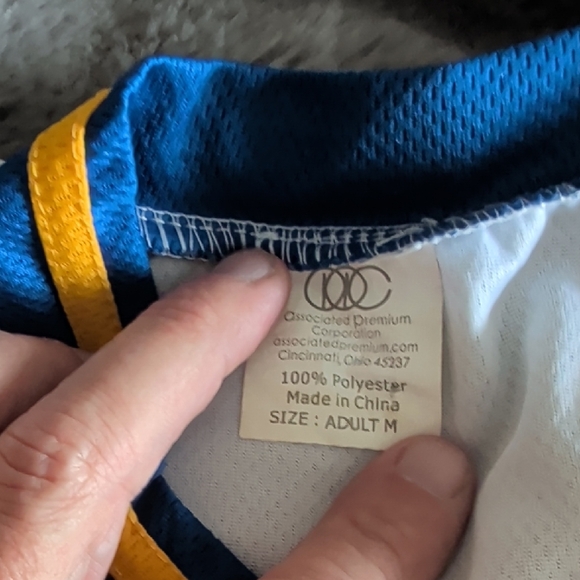 associated Premium
Corporation
associatedpremium.com
Cincinnati, Ohio 45237
100% Polyester
Made in China
SIZE : ADULT M